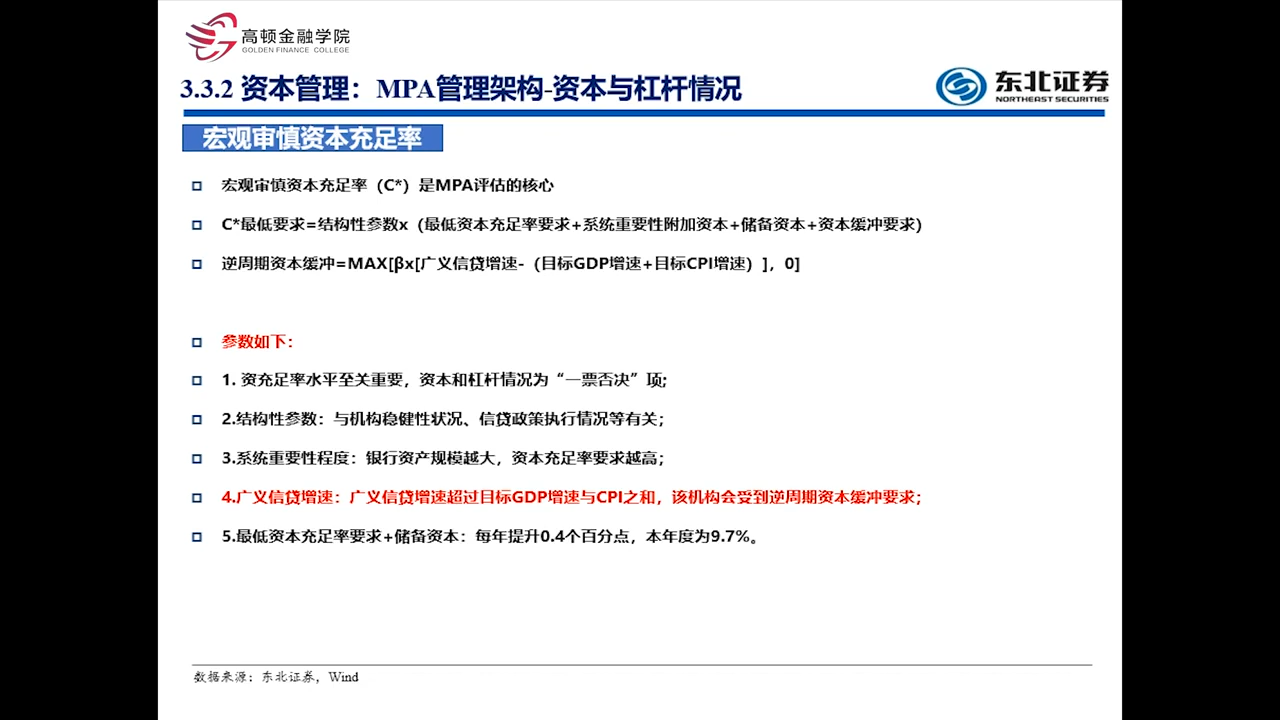 高顿金融学院
GOLDEN FINANCE COLLEGE
3.3.2 资本管理：MPA管理架构-资本与杠杆情况
东北证券
NORTHEAST SECURITIES
宏观审慎资本充足率
宏观审慎资本充足率（C*）是MPA评估的核心
C*最低要求=结构性参数x（最低资本充足率要求+系统重要性附加资本+储备资本+资本缓冲要求）
逆周期资本缓冲=MAX[βx[广义信贷增速-（目标GDP增速+目标CPI增速）]，0]
参数如下：
1. 资充足率水平至关重要，资本和杠杆情况为“一票否决”项;
2.结构性参数：与机构稳健性状况、信贷政策执行情况等有关；
3.系统重要性程度：银行资产规模越大，资本充足率要求越高；
4.广义信贷增速：广义信贷增速超过目标GDP增速与CPI之和，该机构会受到逆周期资本缓冲要求；
5.最低资本充足率要求+储备资本：每年提升0.4个百分点，本年度为9.7%。
数据来源：东北证券，Wind